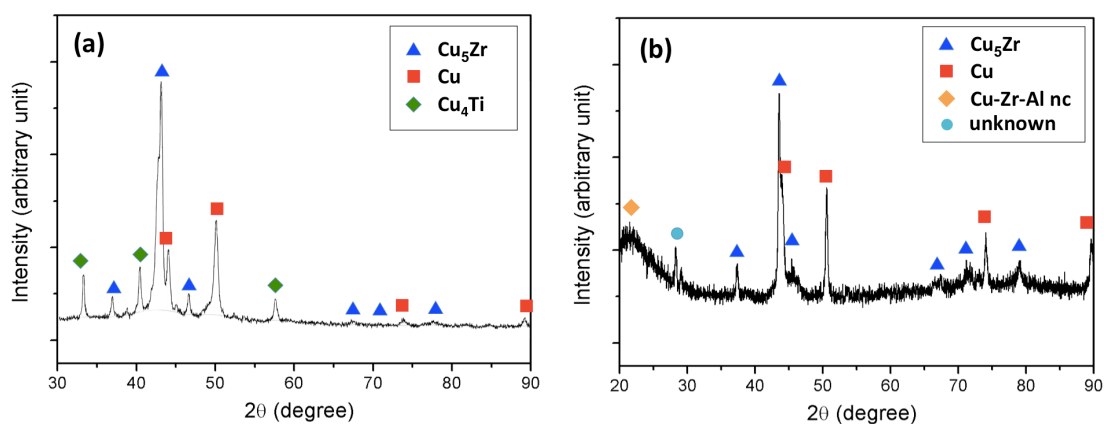 (a)
Cu5Zr
Cu
Cu4Ti
Intensity (arbitrary unit)
30 40 50 60 70 80 90
2θ (degree)
(b)
Cu5Zr
Cu
Cu-Zr-Al nc
unknown
Intensity (arbitrary unit)
20 30 40 50 60 70 80 90
2θ (degree)